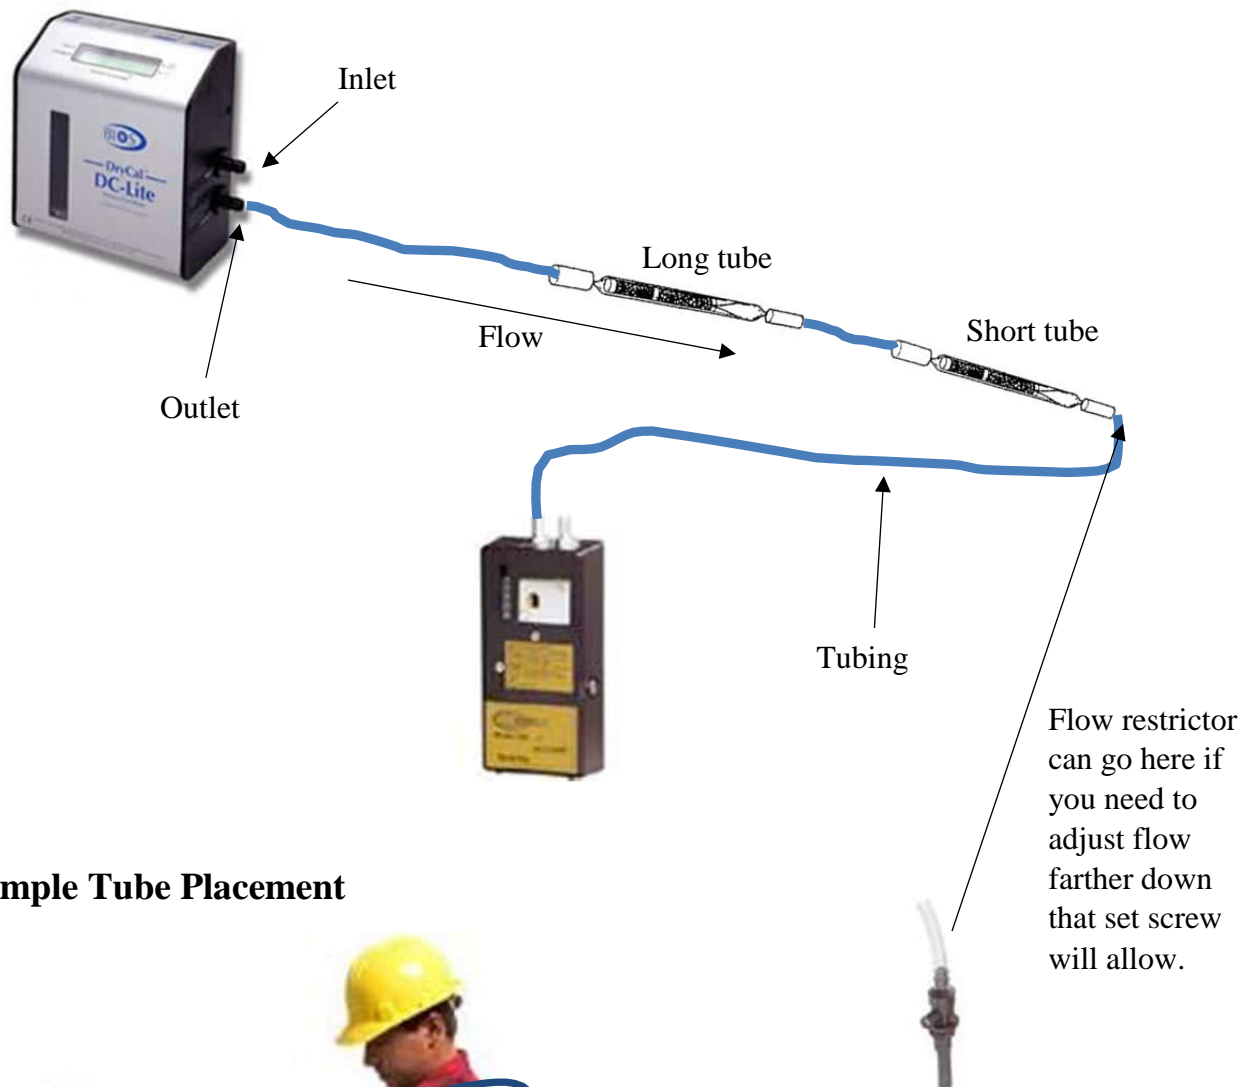 Inlet
BIOS
DryCal
DC-Lite
Long tube
Flow
Short tube
Outlet
Tubing
Flow restrictor
can go here if
you need to
adjust flow
farther down
that set screw
will allow.
mple Tube Placement